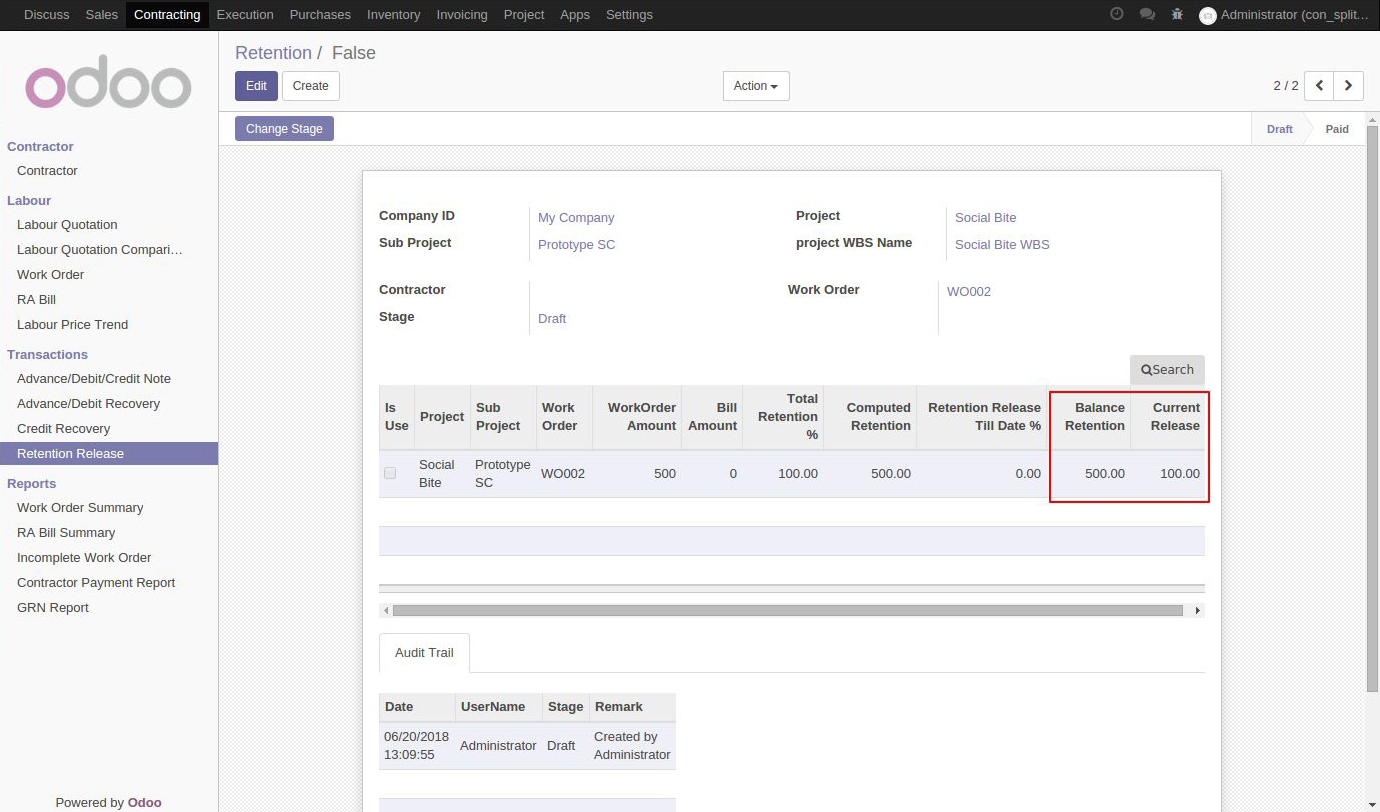 Discuss Sales Contracting Execution Purchases Inventory Invoicing Project Apps Settings Administrator (con_split...
odoo
Contractor
Contractor
Labour
Labour Quotation
Labour Quotation Compari...
Work Order
RA Bill
Labour Price Trend
Transactions
Advance/Debit/Credit Note
Advance/Debit Recovery
Credit Recovery
Retention Release
Reports
Work Order Summary
RA Bill Summary
Incomplete Work Order
Contractor Payment Report
GRN Report
Powered by Odoo
Retention / False
Edit Create Action 2 / 2
Change Stage Draft Paid
Company ID My Company Project Social Bite
Sub Project Prototype SC project WBS Name Social Bite WBS
Contractor Work Order WO002
Stage Draft
Search
Is Use Project Sub Project Work Order WorkOrder Amount Bill Amount Total Retention % Computed Retention Retention Release Till Date % Balance Retention Current Release
Social Bite Prototype SC WO002 500 0 100.00 500.00 0.00 500.00 100.00
Audit Trail
Date UserName Stage Remark
06/20/2018 13:09:55 Administrator Draft Created by Administrator